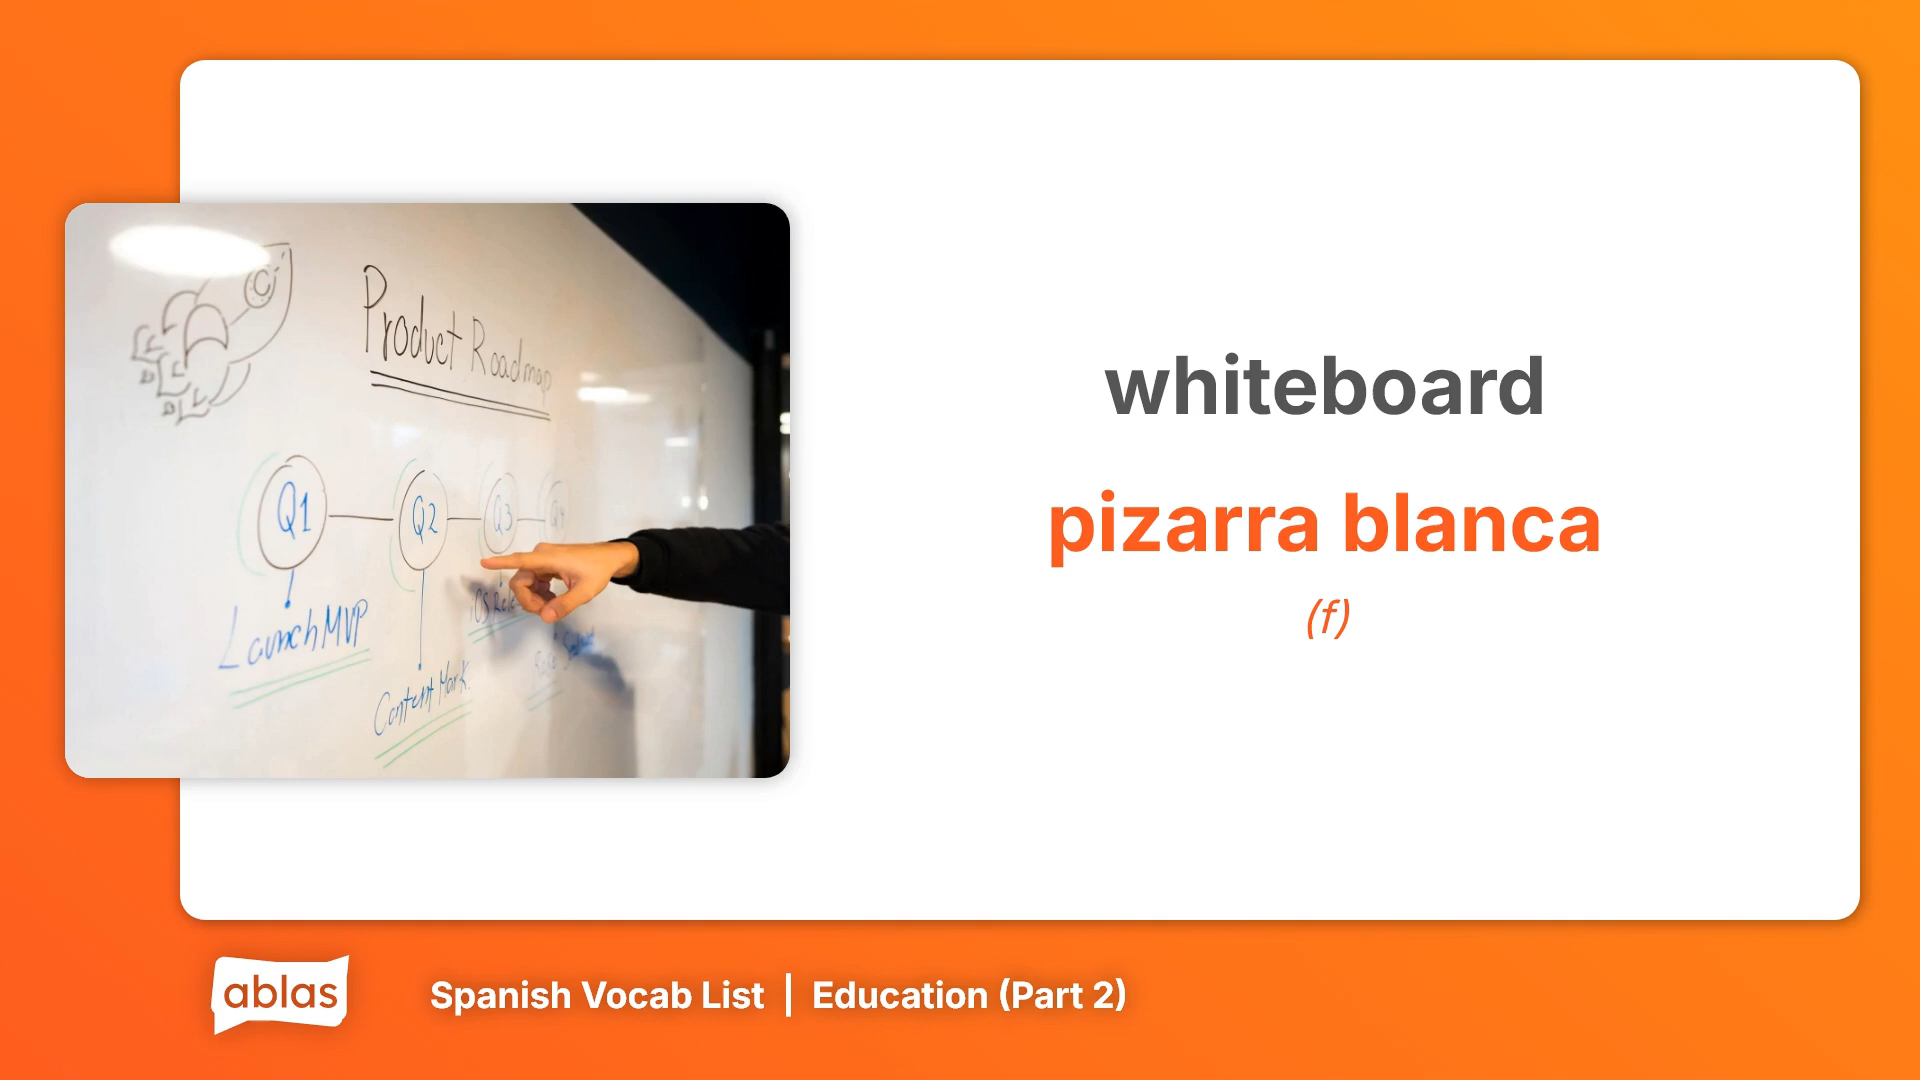 Product Roadmap
Q1
Q2
Q3
Q4
Launch MVP
Content Mark.
whiteboard
pizarra blanca
(f)
ablas
Spanish Vocab List | Education (Part 2)